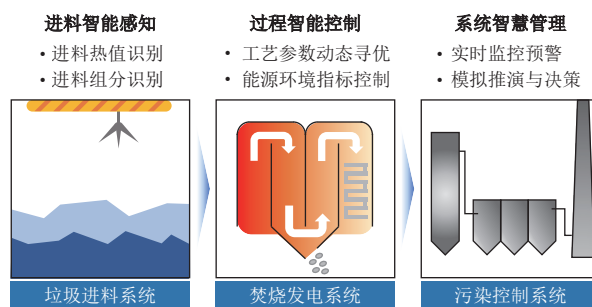 进料智能感知
• 进料热值识别
• 进料组分识别
垃圾进料系统
过程智能控制
• 工艺参数动态寻优
• 能源环境指标控制
焚烧发电系统
系统智慧管理
• 实时监控预警
• 模拟推演与决策
污染控制系统